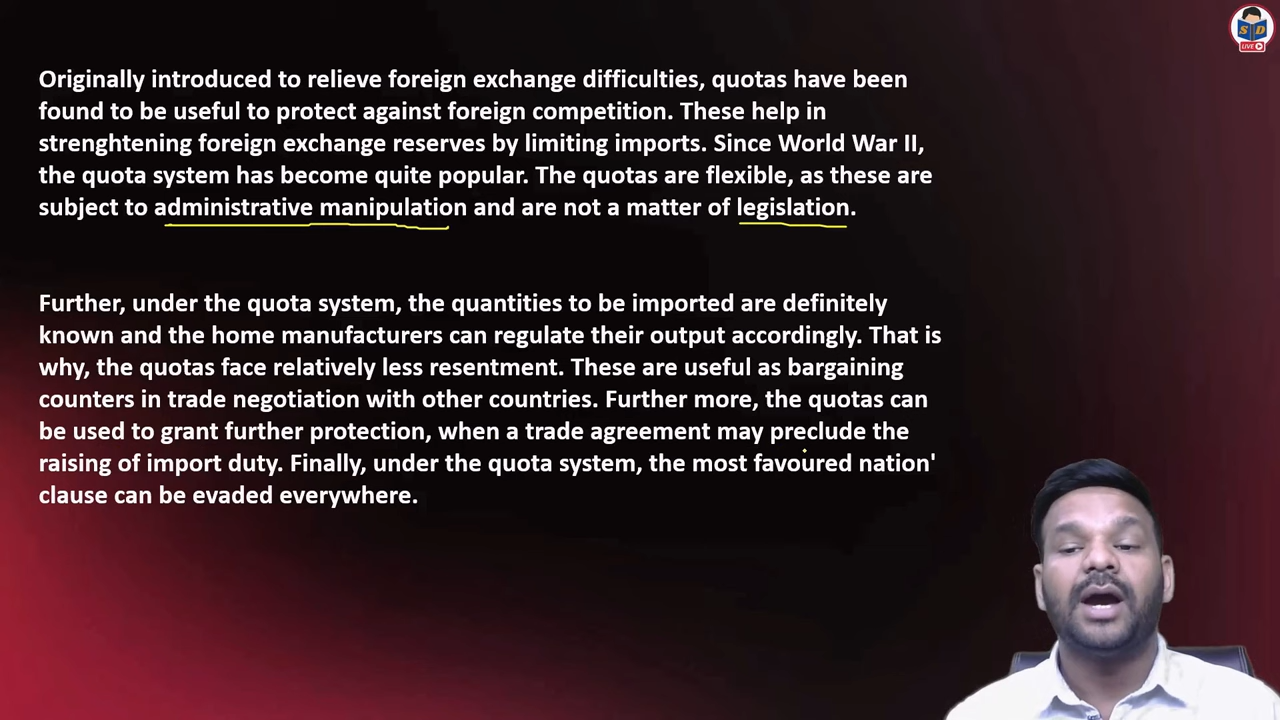 S D
LIVE
Originally introduced to relieve foreign exchange difficulties, quotas have been
found to be useful to protect against foreign competition. These help in
strenghtening foreign exchange reserves by limiting imports. Since World War II,
the quota system has become quite popular. The quotas are flexible, as these are
subject to administrative manipulation and are not a matter of legislation.
Further, under the quota system, the quantities to be imported are definitely
known and the home manufacturers can regulate their output accordingly. That is
why, the quotas face relatively less resentment. These are useful as bargaining
counters in trade negotiation with other countries. Further more, the quotas can
be used to grant further protection, when a trade agreement may preclude the
raising of import duty. Finally, under the quota system, the most favoured nation'
clause can be evaded everywhere.